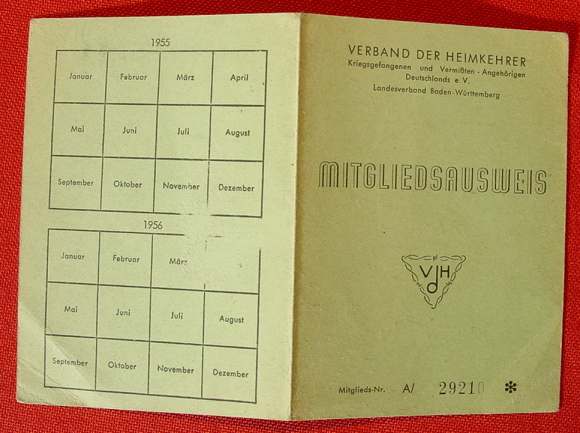 1955
Januar Februar März April
Mai Juni Juli August
September Oktober November Dezember
1956
Januar Februar März
Mai Juni Juli August
September Oktober November Dezember
VERBAND DER HEIMKEHRER
Kriegsgefangenen und Vermißten-Angehörigen
Deutschlands e. V.
Landesverband Baden-Württemberg
MITGLIEDSAUSWEIS
VdH
Mitglieds-Nr. A/ 29210 *